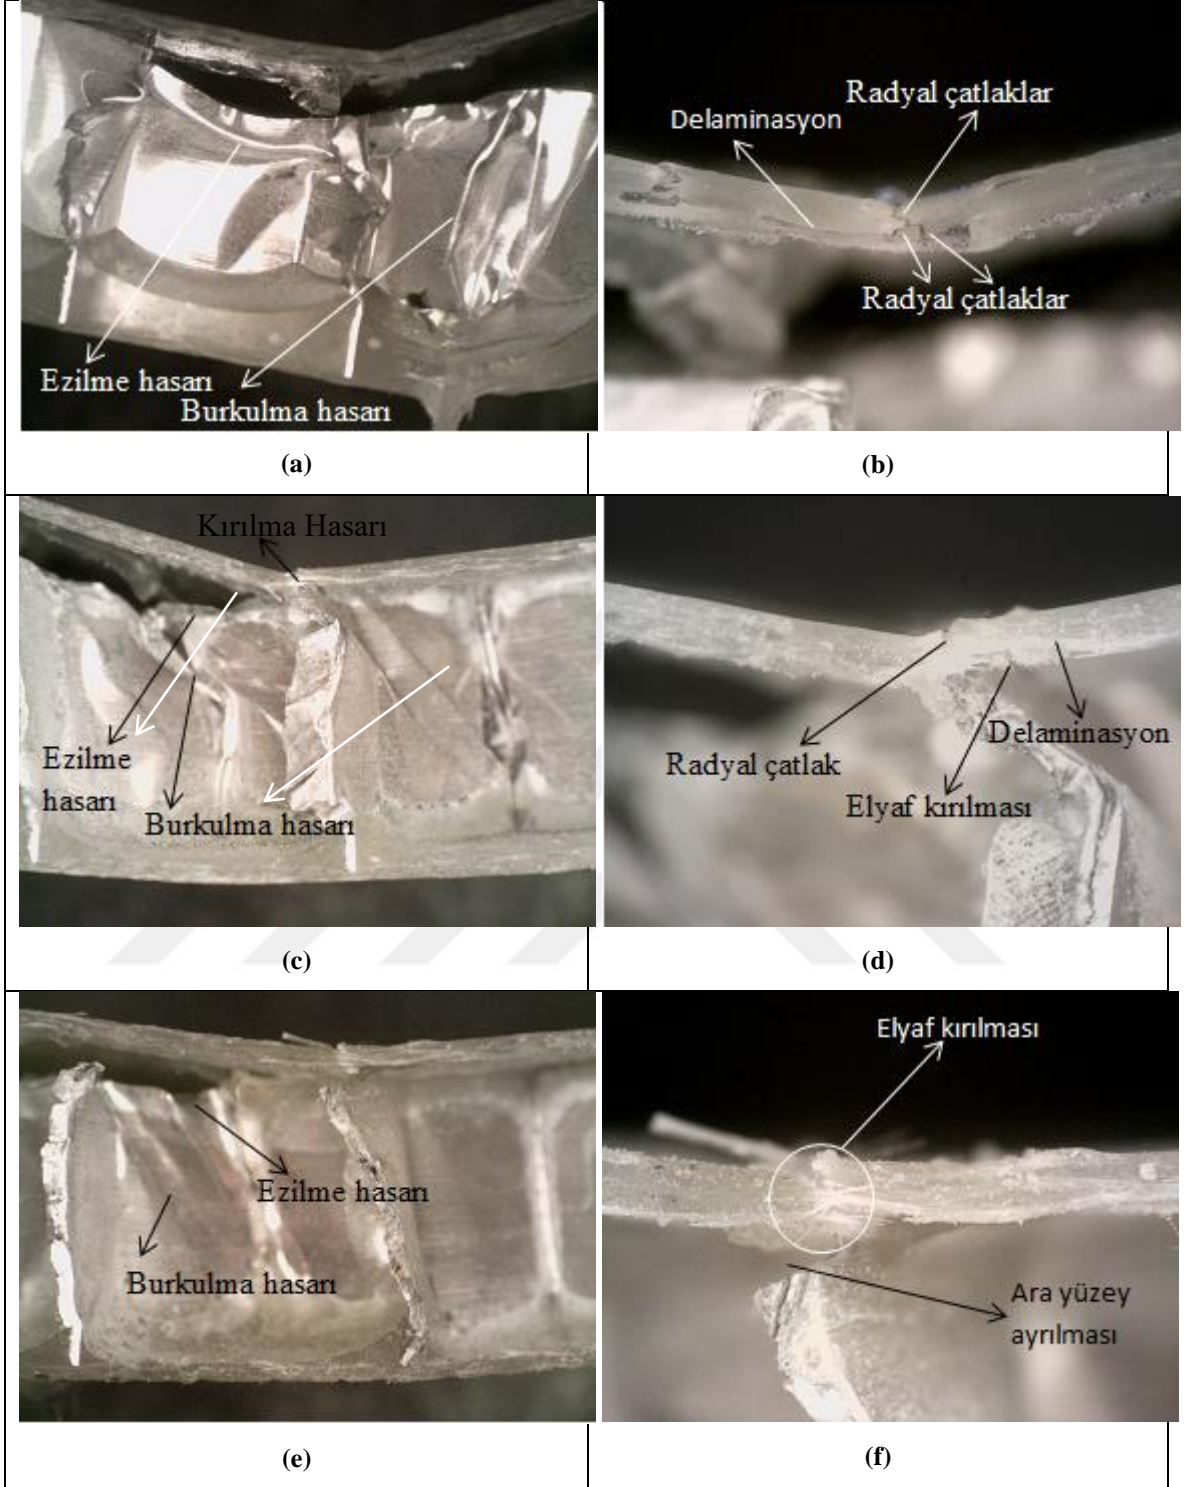 Radyal çatlaklar
Delaminasyon
Radyal çatlaklar
Ezilme hasarı
Burkulma hasarı
(a)
(b)
Kırılma Hasarı
Ezilme
hasarı
Burkulma hasarı
Radyal çatlak
Delaminasyon
Elyaf kırılması
(c)
(d)
Ezilme hasarı
Burkulma hasarı
Elyaf kırılması
Ara yüzey
ayrılması
(e)
(f)